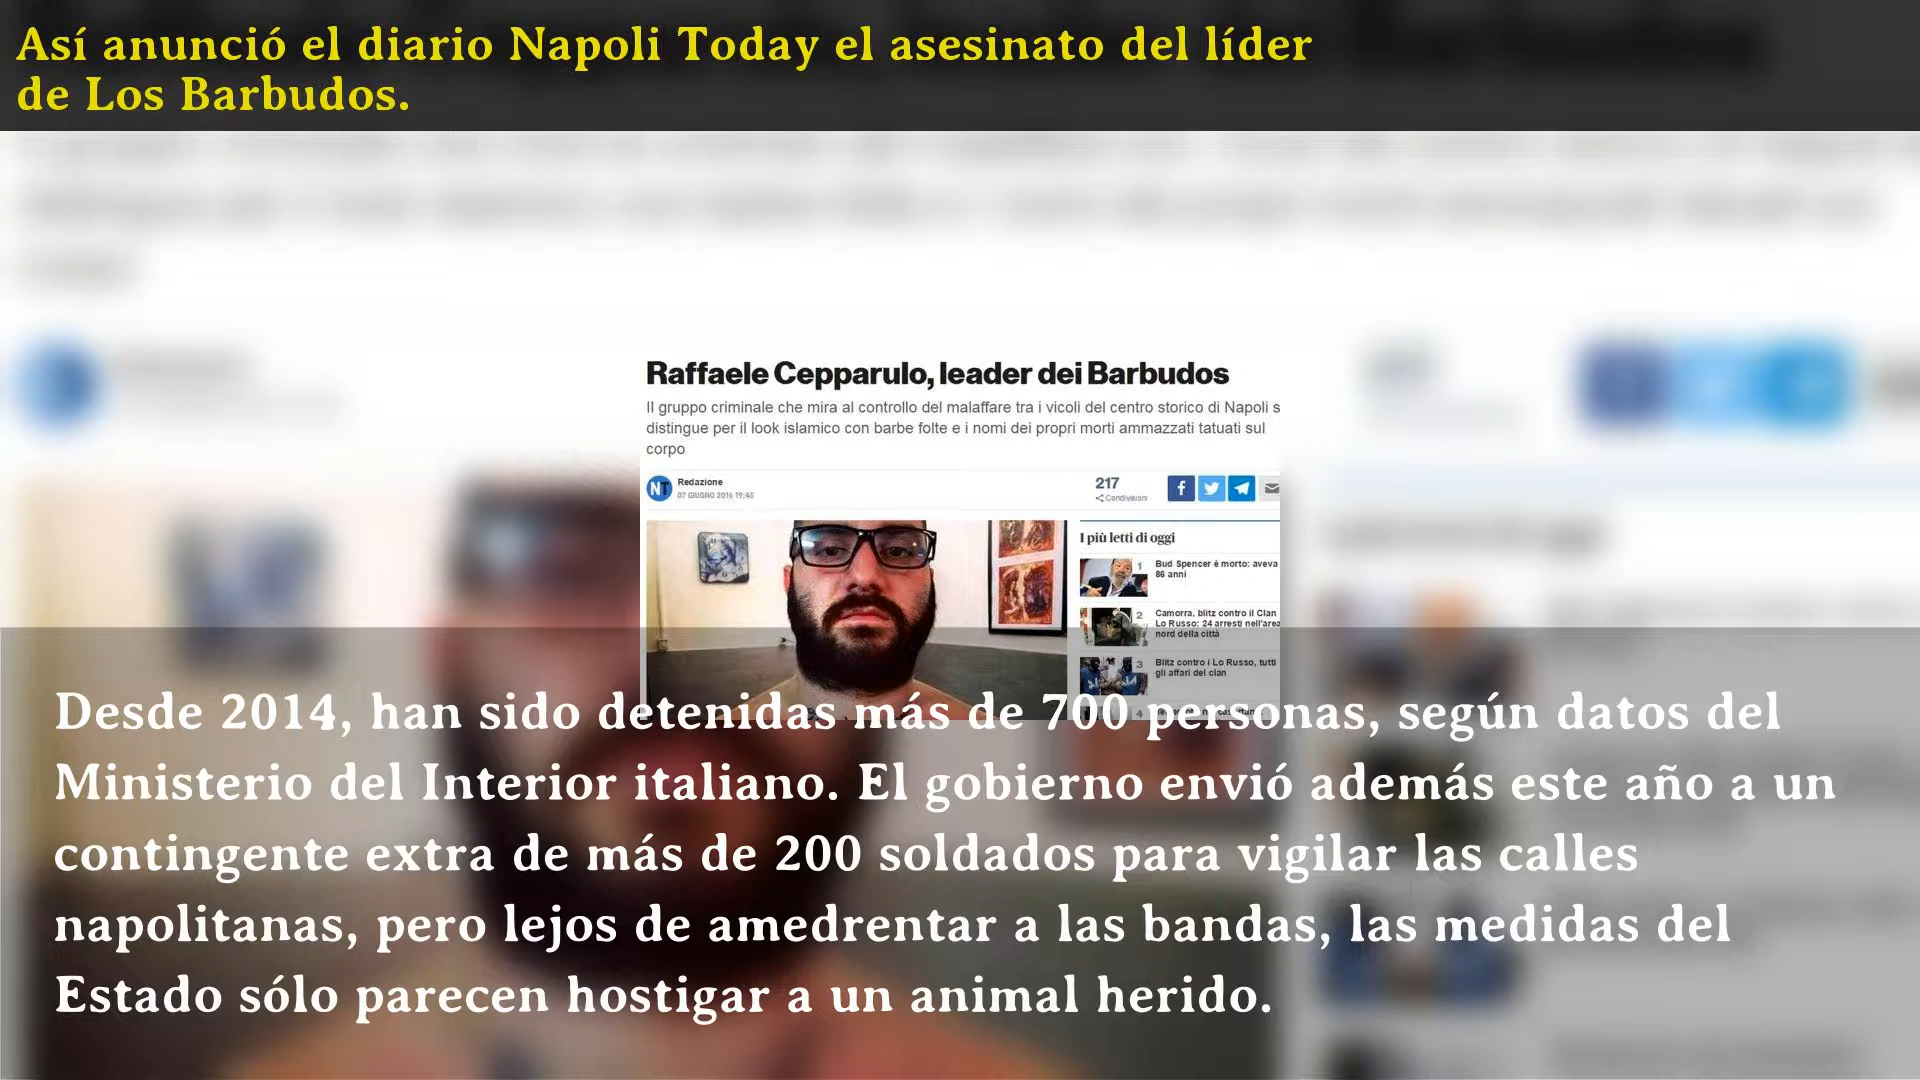 Así anunció el diario Napoli Today el asesinato del líder
de Los Barbudos.
Raffaele Cepparulo, leader dei Barbudos
Il gruppo criminale che mira al controllo del malaffare tra i vicoli del centro storico di Napoli s
distingue per il look islamico con barbe folte e i nomi dei propri morti ammazzati tatuati sul
corpo
NT Redazione
07 GIUGNO 2016 19:45
217
Condivisioni
I più letti di oggi
1 Bud Spencer è morto: aveva
86 anni
2 Camorra, blitz contro il Clan
Lo Russo: 24 arresti nell'area
nord della città
3 Blitz contro i Lo Russo, tutti
gli affari del clan
4
Desde 2014, han sido detenidas más de 700 personas, según datos del
Ministerio del Interior italiano. El gobierno envió además este año a un
contingente extra de más de 200 soldados para vigilar las calles
napolitanas, pero lejos de amedrentar a las bandas, las medidas del
Estado sólo parecen hostigar a un animal herido.